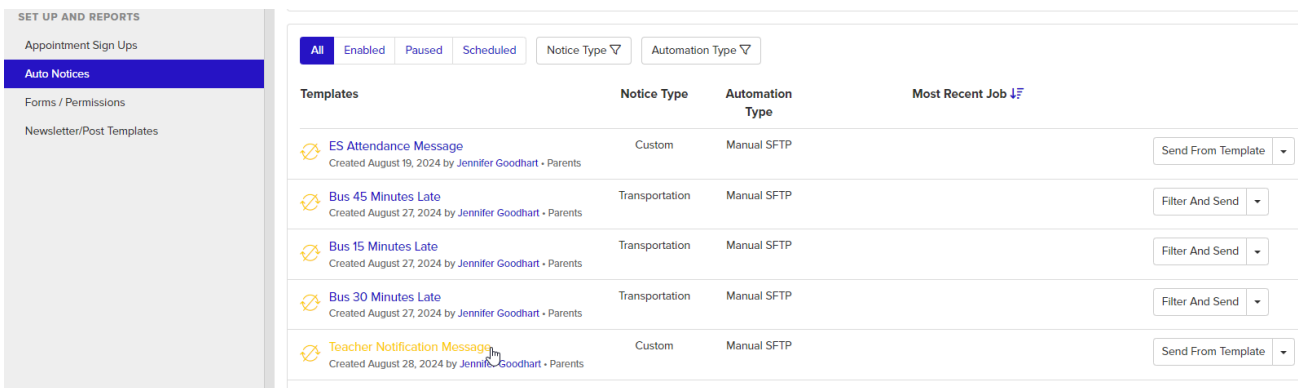 SET UP AND REPORTS
Appointment Sign Ups
Auto Notices
Forms / Permissions
Newsletter/Post Templates
All Enabled Paused Scheduled Notice Type Automation Type
Templates Notice Type Automation Type Most Recent Job
ES Attendance Message Custom Manual SFTP Send From Template
Created August 19, 2024 by Jennifer Goodhart • Parents
Bus 45 Minutes Late Transportation Manual SFTP Filter And Send
Created August 27, 2024 by Jennifer Goodhart • Parents
Bus 15 Minutes Late Transportation Manual SFTP Filter And Send
Created August 27, 2024 by Jennifer Goodhart • Parents
Bus 30 Minutes Late Transportation Manual SFTP Filter And Send
Created August 27, 2024 by Jennifer Goodhart • Parents
Teacher Notification Message Custom Manual SFTP Send From Template
Created August 28, 2024 by Jennifer Goodhart • Parents